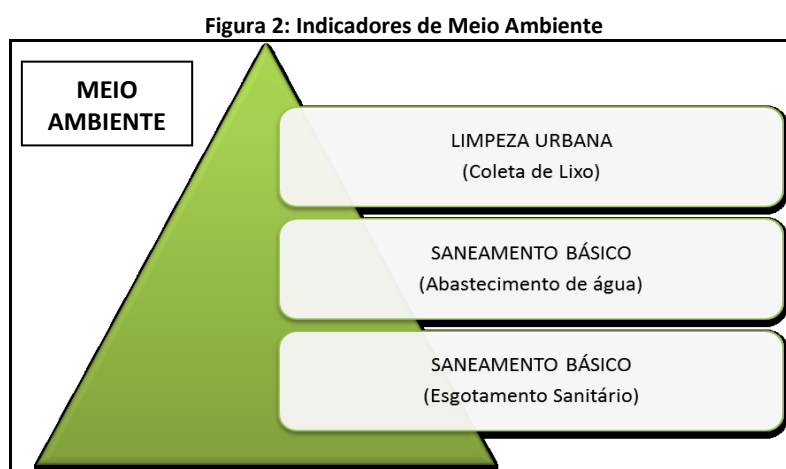 Figura 2: Indicadores de Meio Ambiente
MEIO
AMBIENTE
LIMPEZA URBANA
(Coleta de Lixo)
SANEAMENTO BÁSICO
(Abastecimento de água)
SANEAMENTO BÁSICO
(Esgotamento Sanitário)